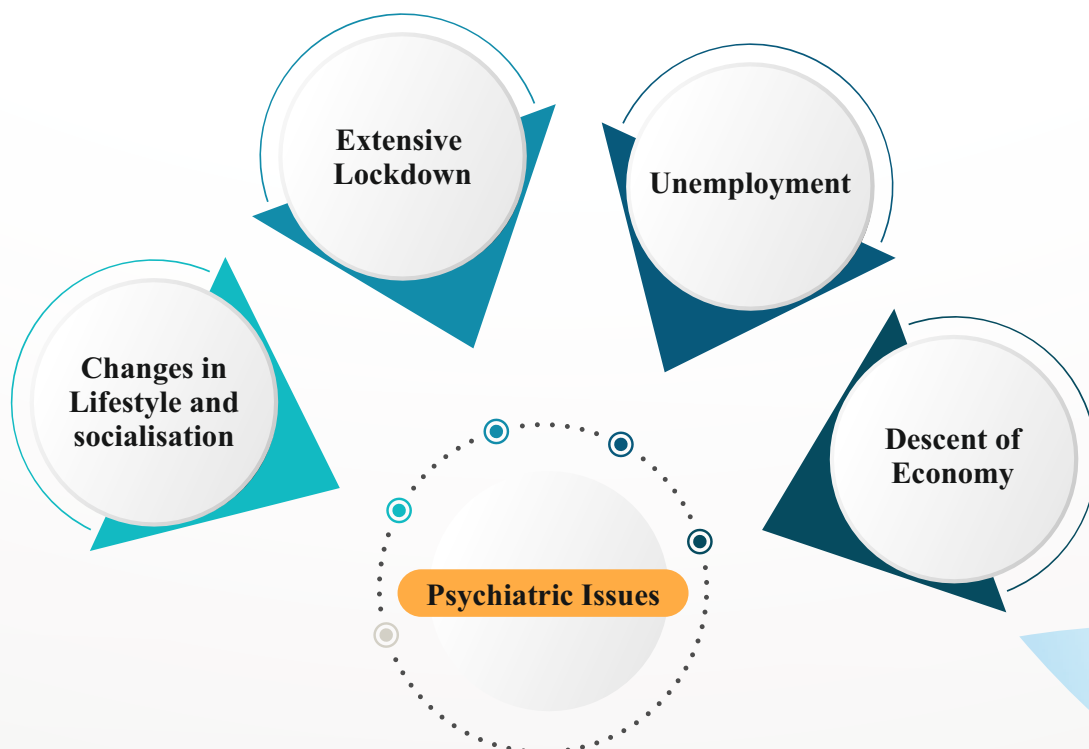 Extensive
Lockdown
Unemployment
Changes in
Lifestyle and
socialisation
Descent of
Economy
Psychiatric Issues